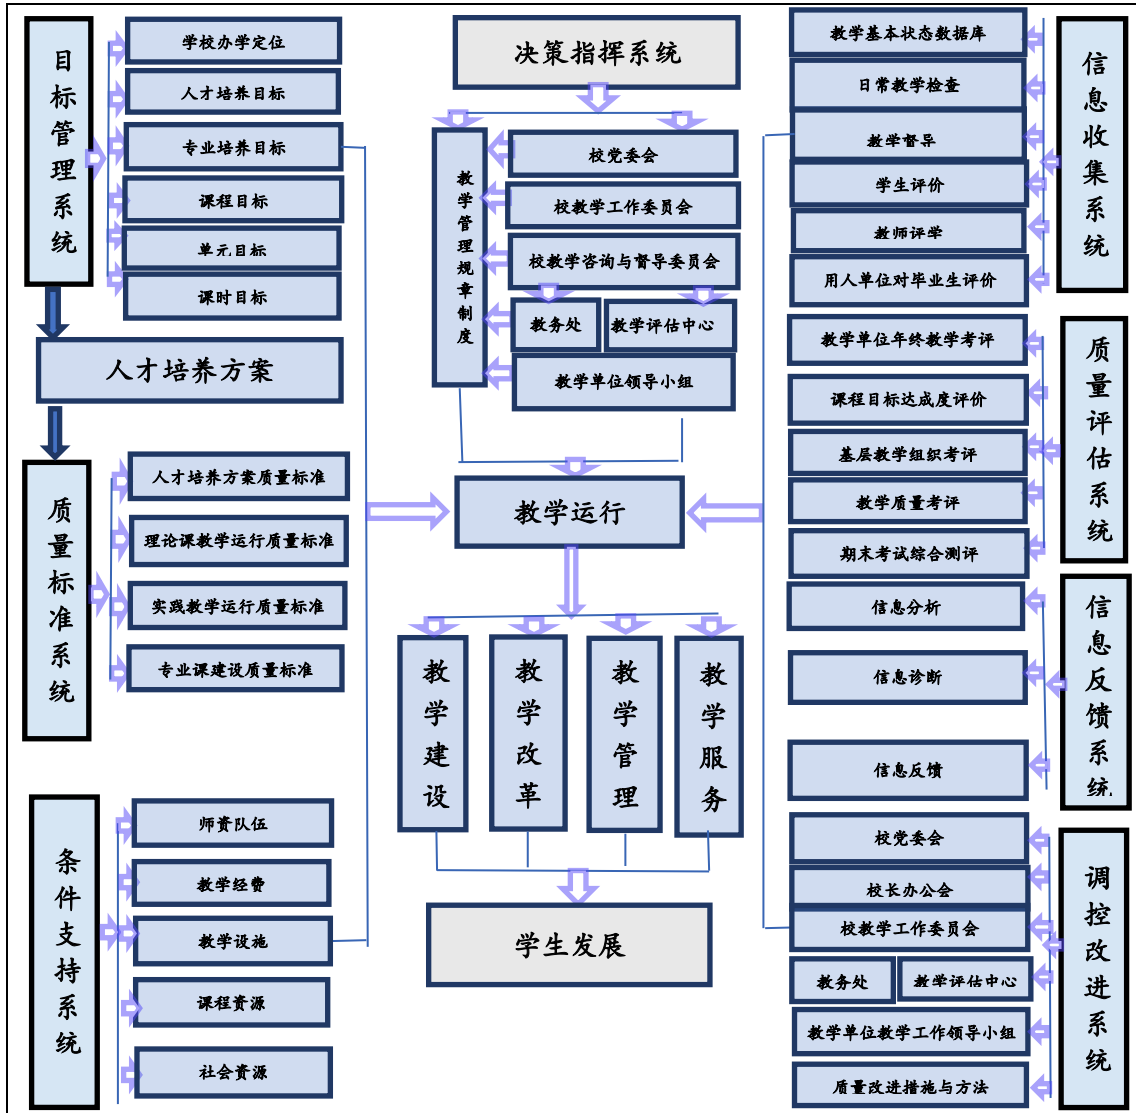 目标管理系统
学校办学定位
人才培养目标
专业培养目标
课程目标
单元目标
课时目标
人才培养方案
质量标准系统
人才培养方案质量标准
理论课教学运行质量标准
实践教学运行质量标准
专业课建设质量标准
条件支持系统
师资队伍
教学经费
教学设施
课程资源
社会资源
决策指挥系统
教学管理规章制度
校党委会
校教学工作委员会
校教学咨询与督导委员会
教务处
教学评估中心
教学单位领导小组
教学运行
教学建设
教学改革
教学管理
教学服务
学生发展
信息收集系统
教学基本状态数据库
日常教学检查
教学督导
学生评价
教师评学
用人单位对毕业生评价
质量评估系统
教学单位年终教学考评
课程目标达成度评价
基层教学组织考评
教学质量考评
期末考试综合测评
信息反馈系统
信息分析
信息诊断
信息反馈
调控改进系统
校党委会
校长办公会
校教学工作委员会
教务处
教学评估中心
教学单位教学工作领导小组
质量改进措施与方法